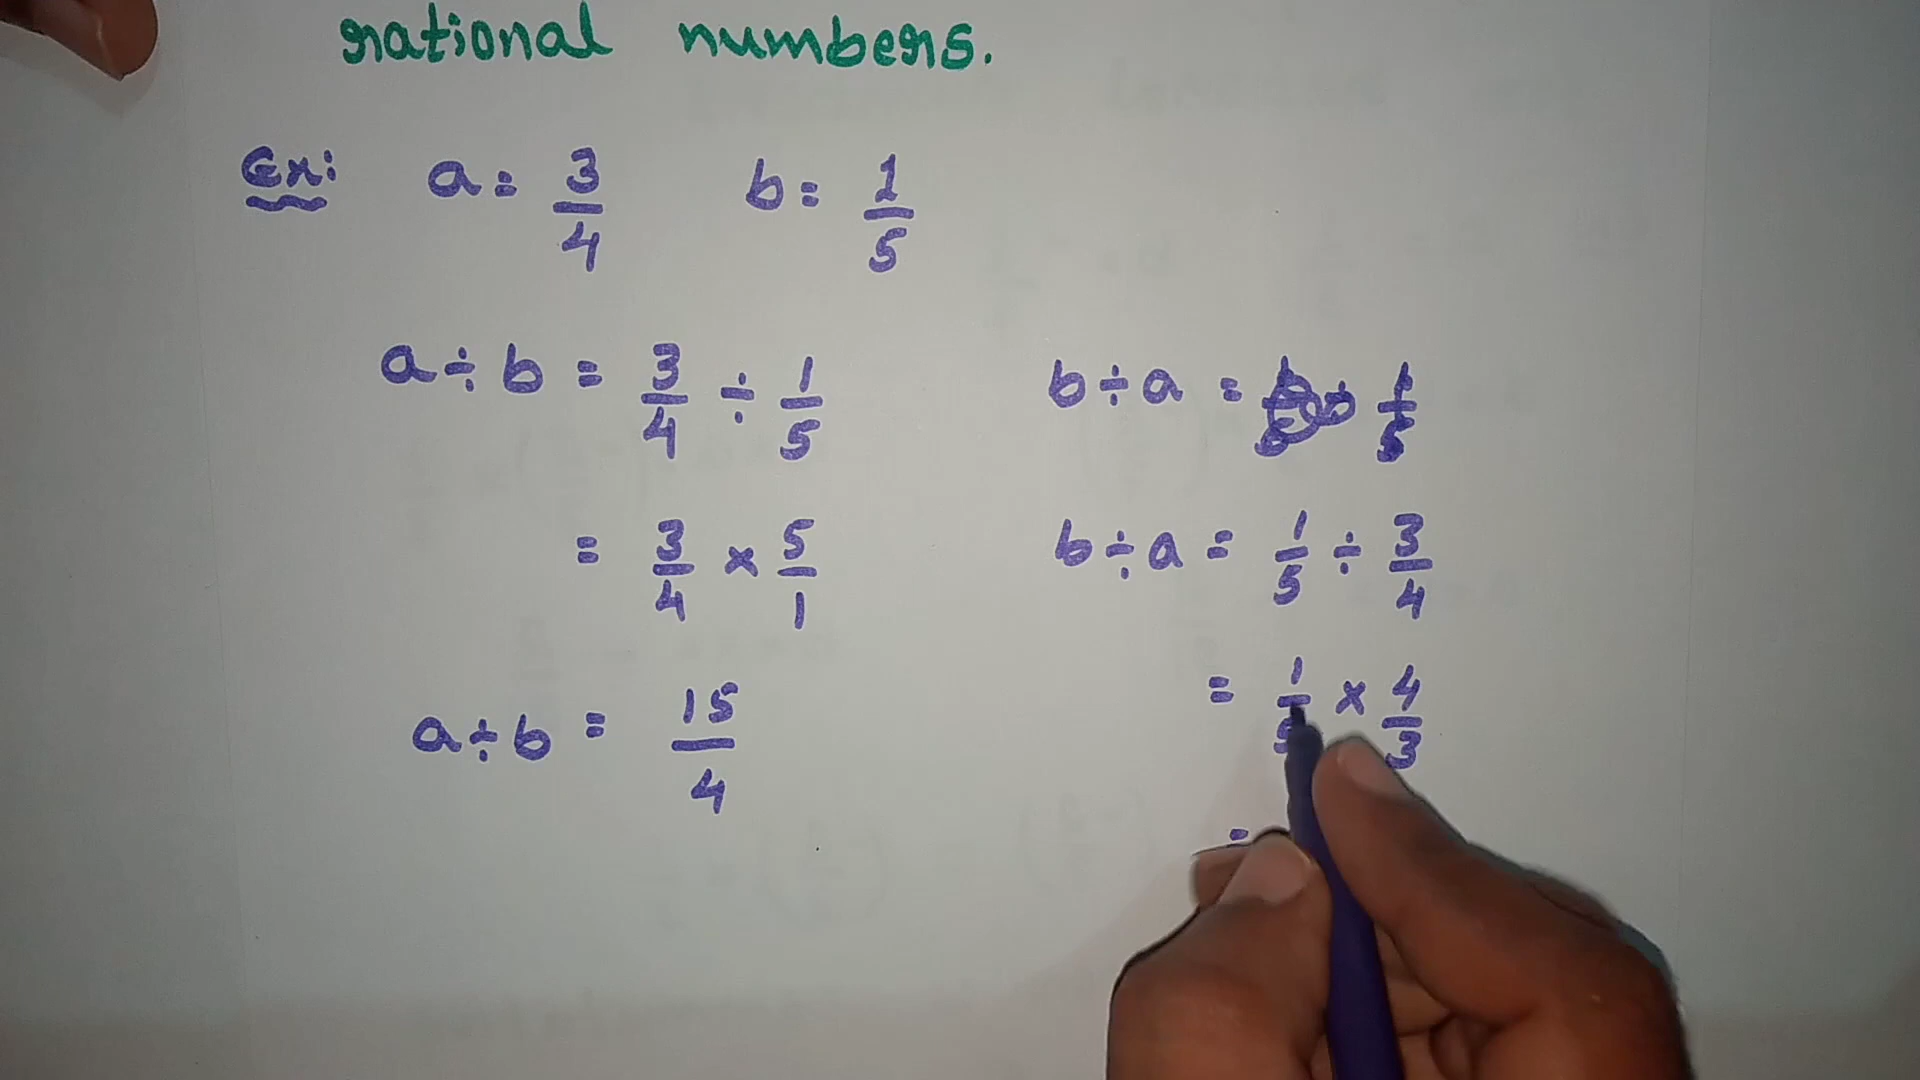 rational numbers.
Ex: a = 3/4 b = 1/5
a ÷ b = 3/4 ÷ 1/5
= 3/4 × 5/1
a ÷ b = 15/4
b ÷ a = 1/5
b ÷ a = 1/5 ÷ 3/4
= 1/5 × 4/3
=